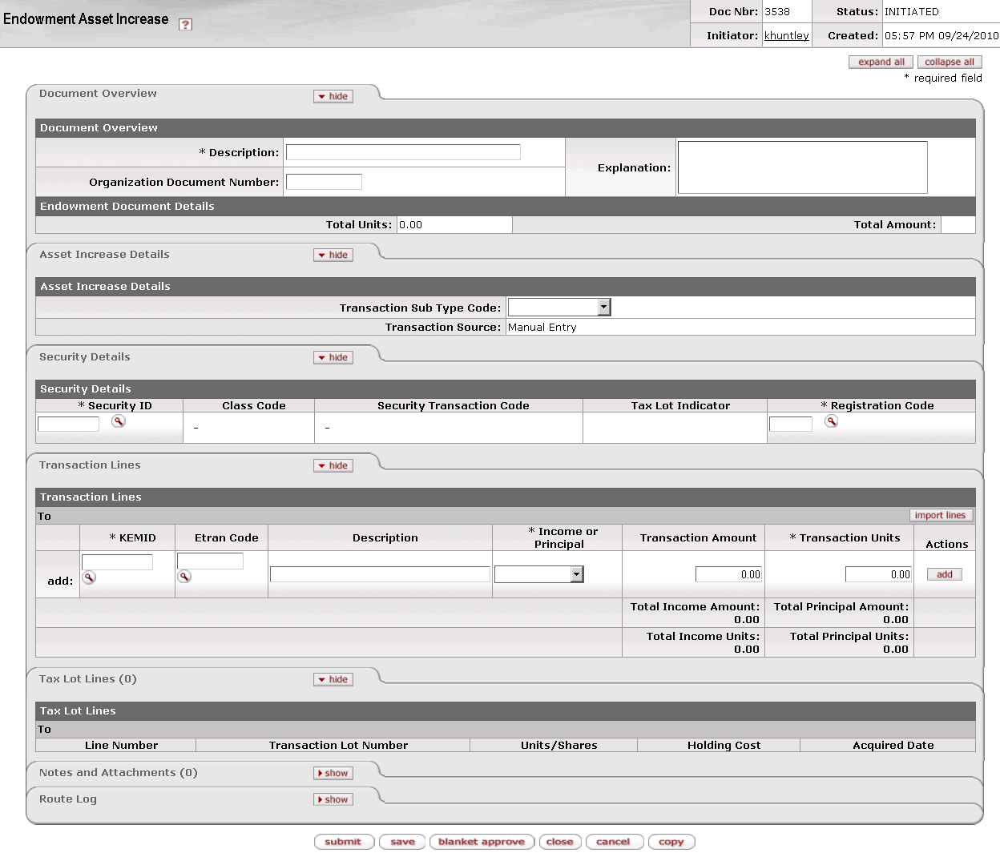 Endowment Asset Increase ?
Doc Nbr: 3538 Status: INITIATED
Initiator: khuntley Created: 05:57 PM 09/24/2010
expand all collapse all
* required field
Document Overview hide
Document Overview
* Description:
Explanation:
Organization Document Number:
Endowment Document Details
Total Units: 0.00 Total Amount:
Asset Increase Details hide
Asset Increase Details
Transaction Sub Type Code:
Transaction Source: Manual Entry
Security Details hide
Security Details
* Security ID Class Code Security Transaction Code Tax Lot Indicator * Registration Code
- -
Transaction Lines hide
Transaction Lines
To import lines
* KEMID Etran Code Description * Income or Principal Transaction Amount * Transaction Units Actions
add: 0.00 0.00 add
Total Income Amount: 0.00 Total Principal Amount: 0.00
Total Income Units: 0.00 Total Principal Units: 0.00
Tax Lot Lines (0) hide
Tax Lot Lines
To
Line Number Transaction Lot Number Units/Shares Holding Cost Acquired Date
Notes and Attachments (0) show
Route Log show
submit save blanket approve close cancel copy